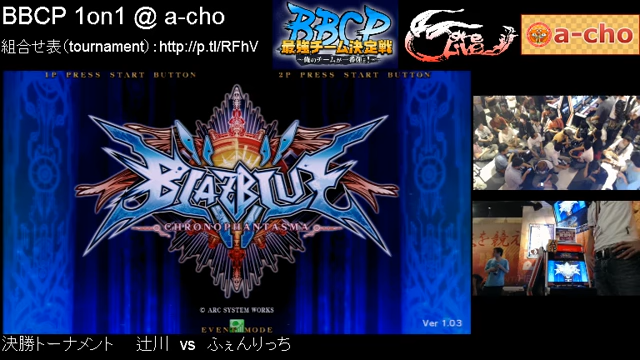 BBCP 1on1 @ a-cho
組合せ表(tournament):http://p.tl/RFhV
BBCP
最強チーム決定戦
a-cho
1P PRESS START BUTTON
2P PRESS START BUTTON
BLAZBLUE
CHRONOPHANTASMA
© ARC SYSTEM WORKS
EVENT MODE
Ver 1.03
決勝トーナメント 辻川 vs ふぇんりっち